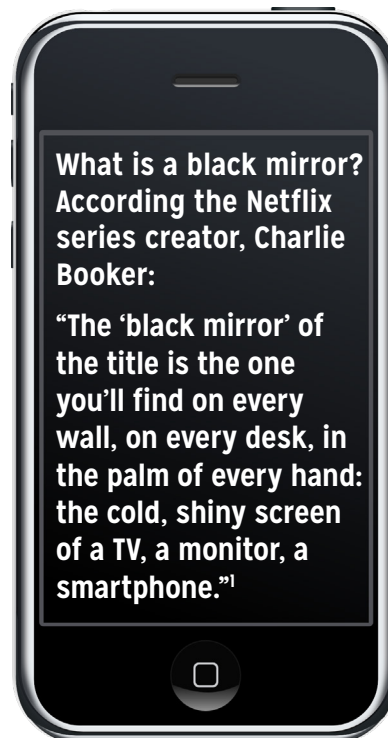 What is a black mirror?
According the Netflix
series creator, Charlie
Booker:
“The ‘black mirror’ of
the title is the one
you’ll find on every
wall, on every desk, in
the palm of every hand:
the cold, shiny screen
of a TV, a monitor, a
smartphone.”1